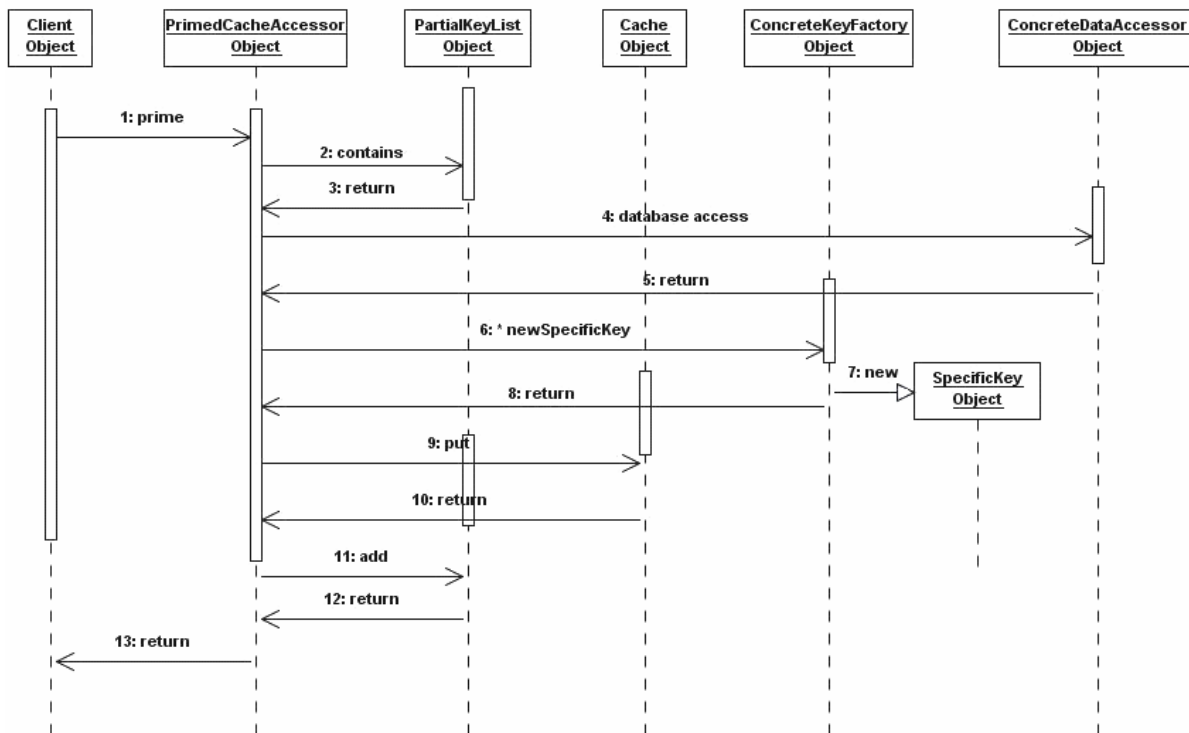 Client
Object
PrimedCacheAccessor
Object
PartialKeyList
Object
Cache
Object
ConcreteKeyFactory
Object
ConcreteDataAccessor
Object
1: prime
2: contains
3: return
4: database access
5: return
6: * newSpecificKey
7: new
SpecificKey
Object
8: return
9: put
10: return
11: add
12: return
13: return